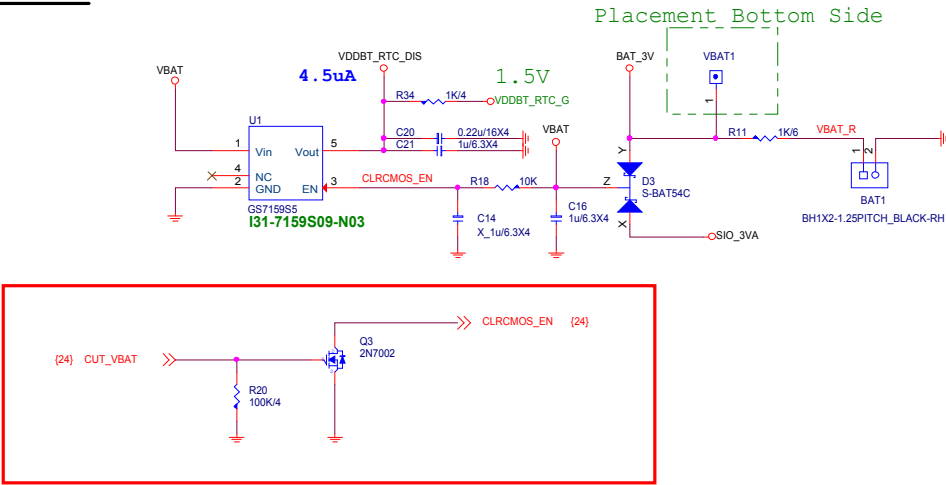 Placement Bottom Side
VBAT
VDDBT_RTC_DIS
4.5uA
1.5V
BAT_3V
VBAT1
1
R34
1K/4
VDDBT_RTC_G
U1
C20
0.22u/16X4
C21
1u/6.3X4
VBAT
R11
1K/6
VBAT_R
1
2
1
Vin
Vout
5
4
NC
2
GND
EN
3
CLRCMOS_EN
R18
10K
Z
Y
X
D3
S-BAT54C
BAT1
BH1X2-1.25PITCH_BLACK-RH
GS7159S5
I31-7159S09-N03
C14
X_1u/6.3X4
C16
1u/6.3X4
SIO_3VA
CLRCMOS_EN {24}
Q3
2N7002
{24} CUT_VBAT
R20
100K/4